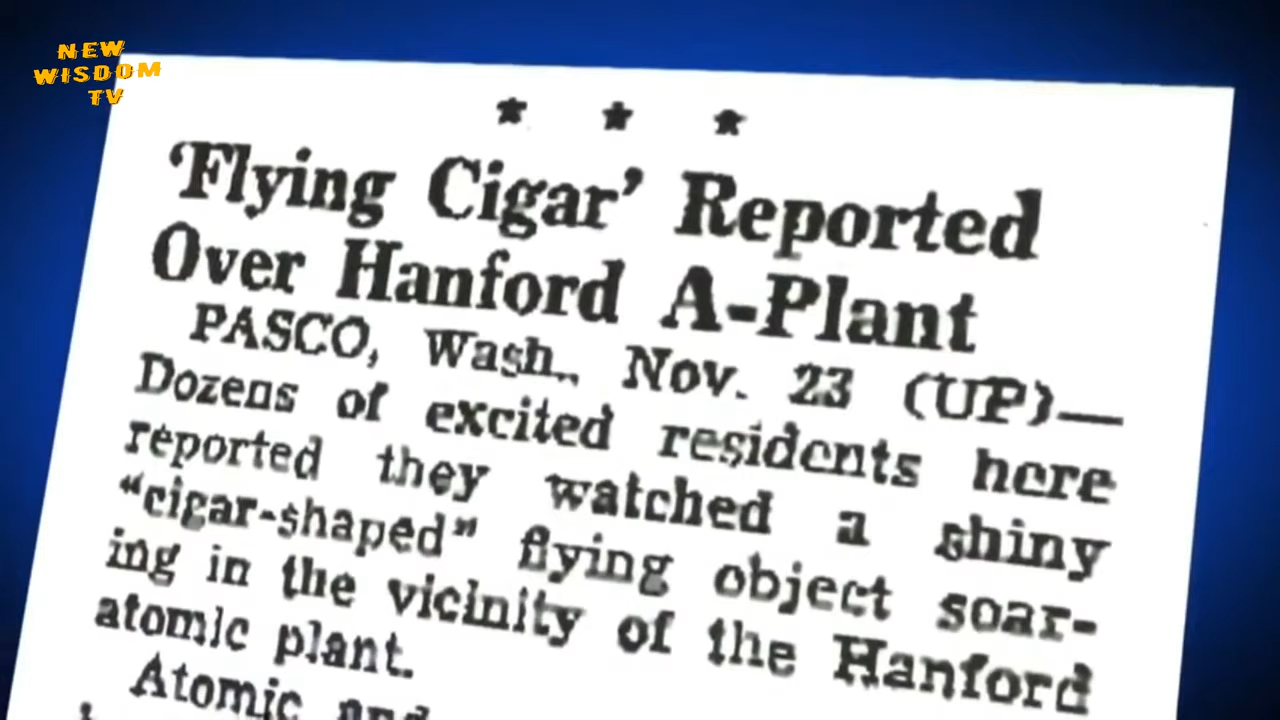 NEW
WISDOM
TV
★ ★ ★
‘Flying Cigar’ Reported
Over Hanford A-Plant
PASCO, Wash., Nov. 23 (UP)—
Dozens of excited residents here
reported they watched a shiny
“cigar-shaped” flying object soar-
ing in the vicinity of the Hanford
atomic plant.
Atomic and